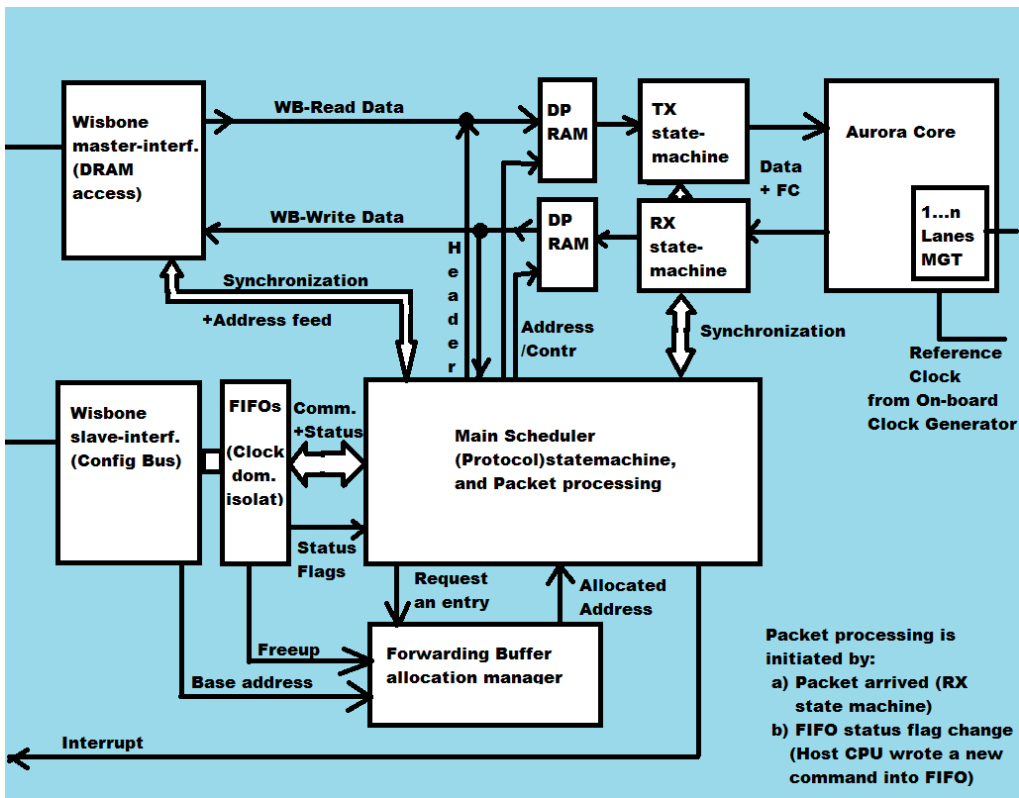 Wisbone
master-interf.
(DRAM
access)
WB-Read Data
DP
RAM
TX
state-
machine
Aurora Core
Data
+ FC
1...n
Lanes
MGT
WB-Write Data
DP
RAM
RX
state-
machine
Header
Synchronization
+Address feed
Address
/Contr
Synchronization
Reference
Clock
from On-board
Clock Generator
Wisbone
slave-interf.
(Config Bus)
FIFOs
(Clock
dom.
isolat)
Comm.
+Status
Main Scheduler
(Protocol)statemachine,
and Packet processing
Status
Flags
Request
an entry
Allocated
Address
Freeup
Base address
Forwarding Buffer
allocation manager
Interrupt
Packet processing is
initiated by:
a) Packet arrived (RX
state machine)
b) FIFO status flag change
(Host CPU wrote a new
command into FIFO)